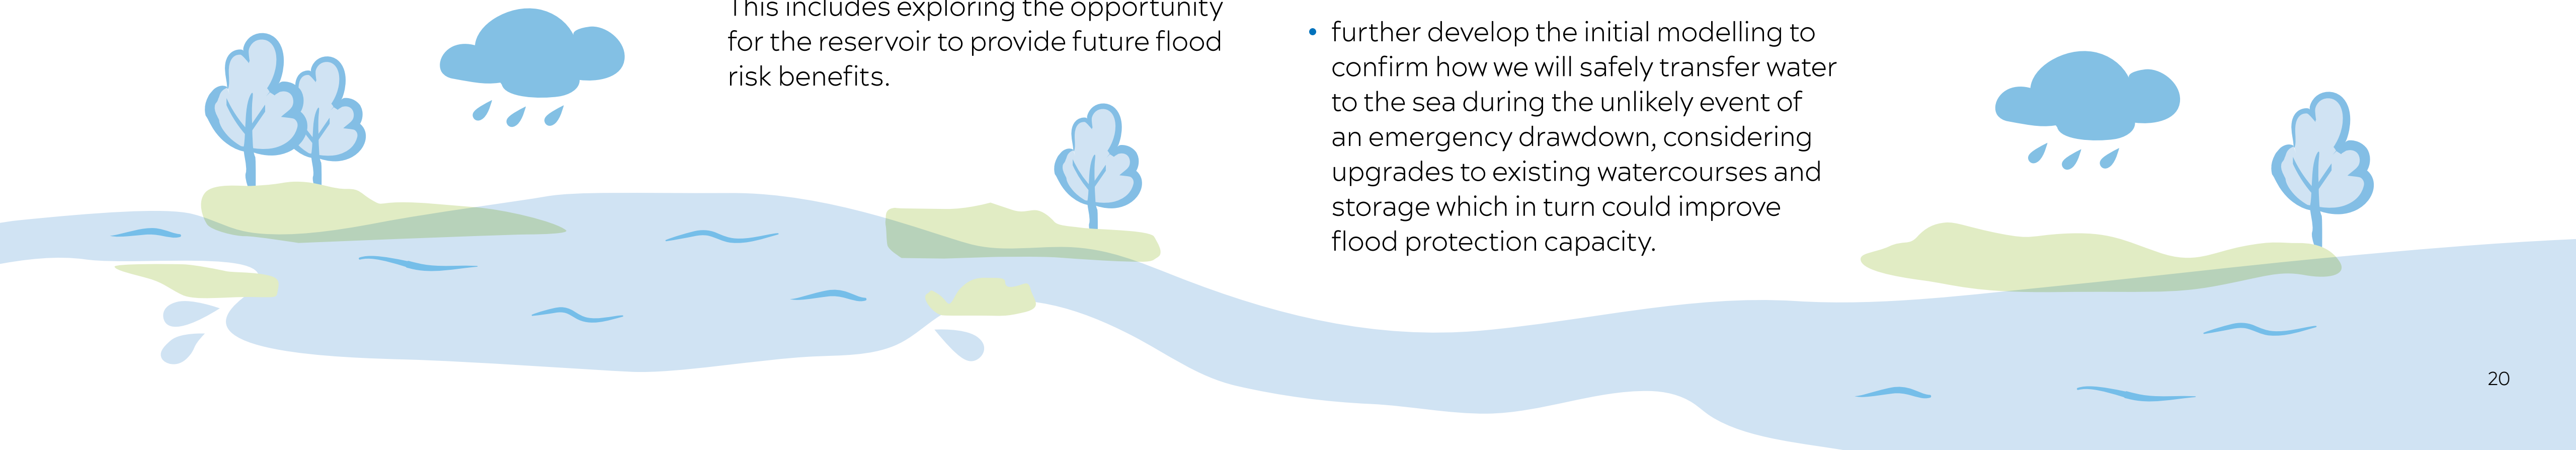 This includes exploring the opportunity
for the reservoir to provide future flood
risk benefits.
• further develop the initial modelling to
confirm how we will safely transfer water
to the sea during the unlikely event of
an emergency drawdown, considering
upgrades to existing watercourses and
storage which in turn could improve
flood protection capacity.
20